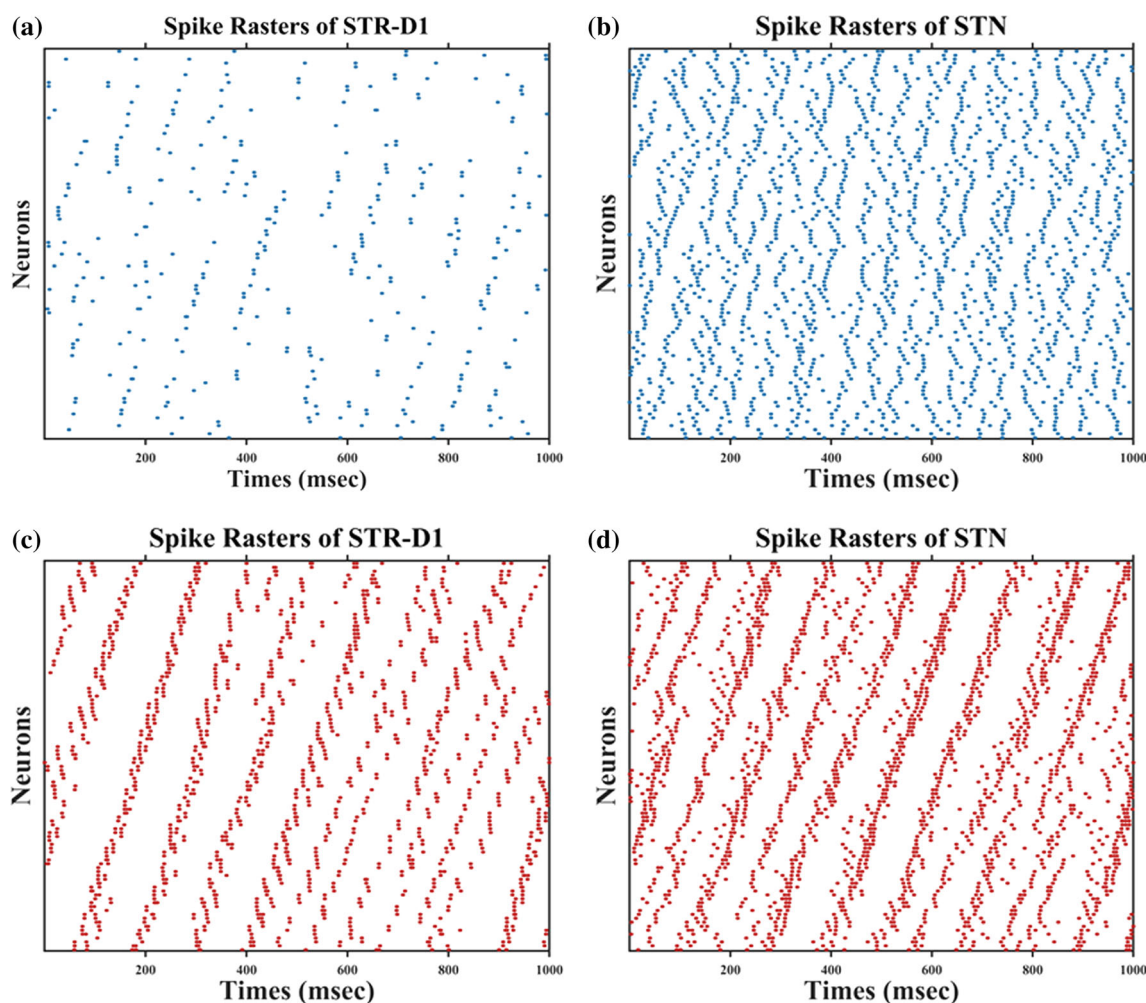 (a) Spike Rasters of STR-D1
Neurons
200 400 600 800 1000
Times (msec)
(b) Spike Rasters of STN
Neurons
200 400 600 800 1000
Times (msec)
(c) Spike Rasters of STR-D1
Neurons
200 400 600 800 1000
Times (msec)
(d) Spike Rasters of STN
Neurons
200 400 600 800 1000
Times (msec)